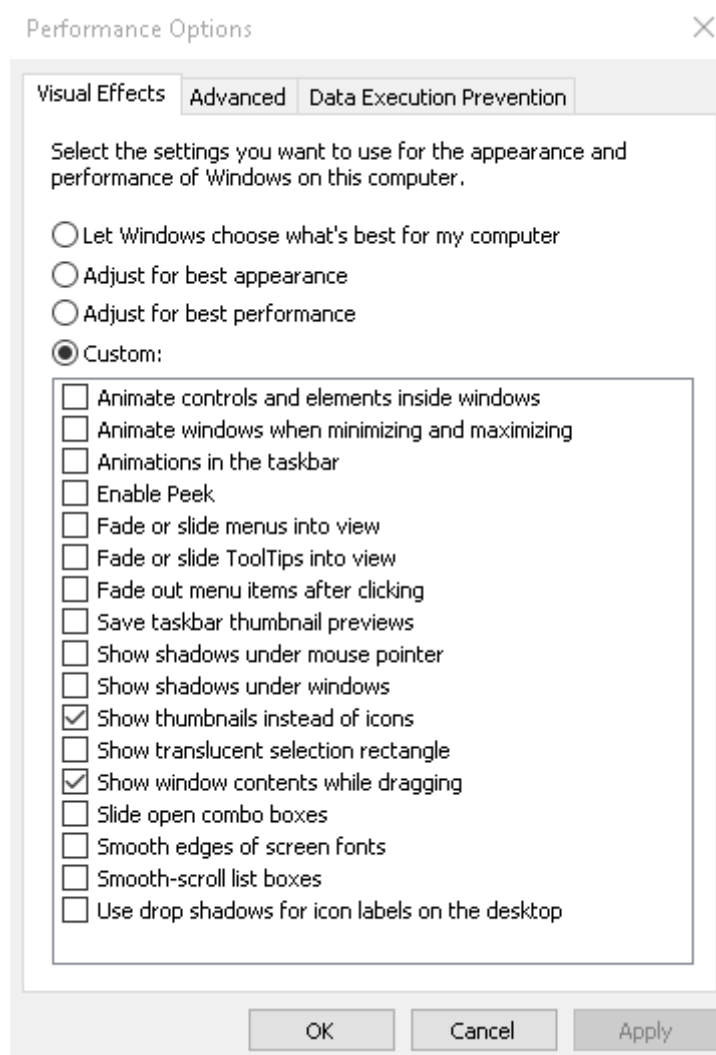 Performance Options
Visual Effects Advanced Data Execution Prevention
Select the settings you want to use for the appearance and
performance of Windows on this computer.
Let Windows choose what's best for my computer
Adjust for best appearance
Adjust for best performance
Custom:
Animate controls and elements inside windows
Animate windows when minimizing and maximizing
Animations in the taskbar
Enable Peek
Fade or slide menus into view
Fade or slide ToolTips into view
Fade out menu items after clicking
Save taskbar thumbnail previews
Show shadows under mouse pointer
Show shadows under windows
Show thumbnails instead of icons
Show translucent selection rectangle
Show window contents while dragging
Slide open combo boxes
Smooth edges of screen fonts
Smooth-scroll list boxes
Use drop shadows for icon labels on the desktop
OK Cancel Apply